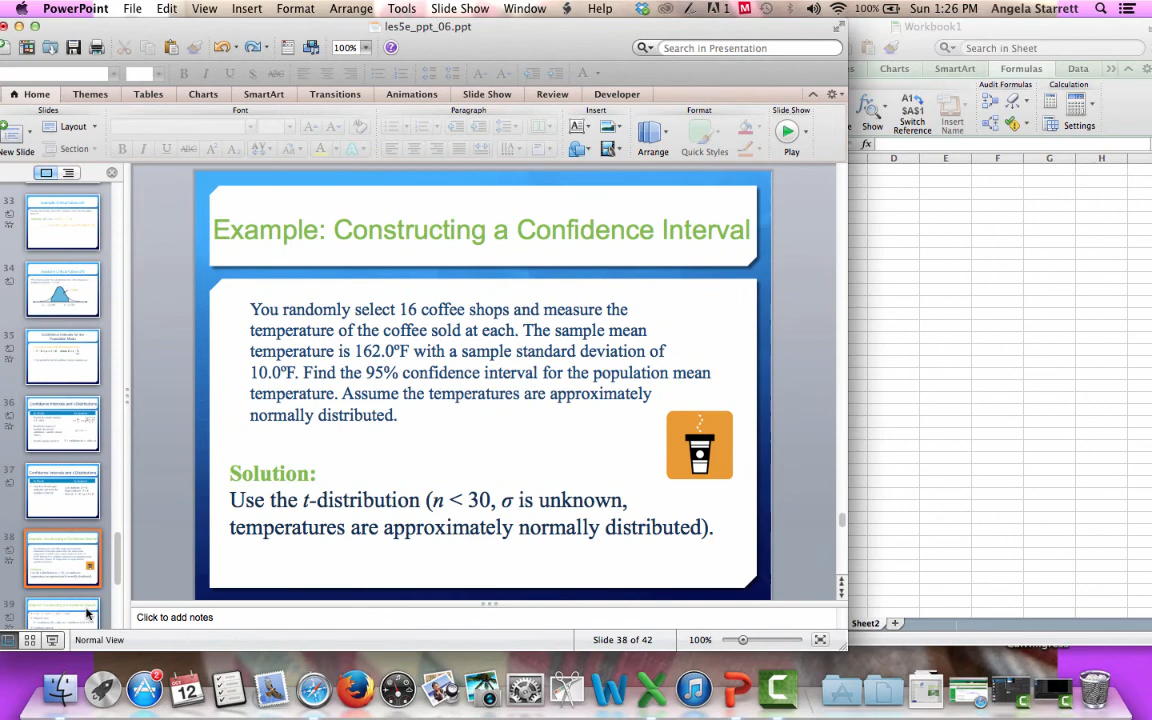 PowerPoint File Edit View Insert Format Arrange Tools Slide Show Window Help 100% Sun 1:26 PM Angela Starrett
les5e_ppt_06.ppt
Workbook1
100%
Search in Presentation
Search in Sheet
Home Themes Tables Charts SmartArt Transitions Animations Slide Show Review Developer
Charts SmartArt Formulas Data
Slides Font Paragraph Insert Format Slide Show
Audit Formulas Calculation
New Slide Layout Section Arrange Quick Styles Play
Show Switch Reference Insert Name Settings
D E F G H
33
34
35
36
37
38
39
Example: Constructing a Confidence Interval
You randomly select 16 coffee shops and measure the
temperature of the coffee sold at each. The sample mean
temperature is 162.0ºF with a sample standard deviation of
10.0ºF. Find the 95% confidence interval for the population mean
temperature. Assume the temperatures are approximately
normally distributed.
Solution:
Use the t-distribution (n < 30, σ is unknown,
temperatures are approximately normally distributed).
Click to add notes
Sheet2
Normal View Slide 38 of 42 100%